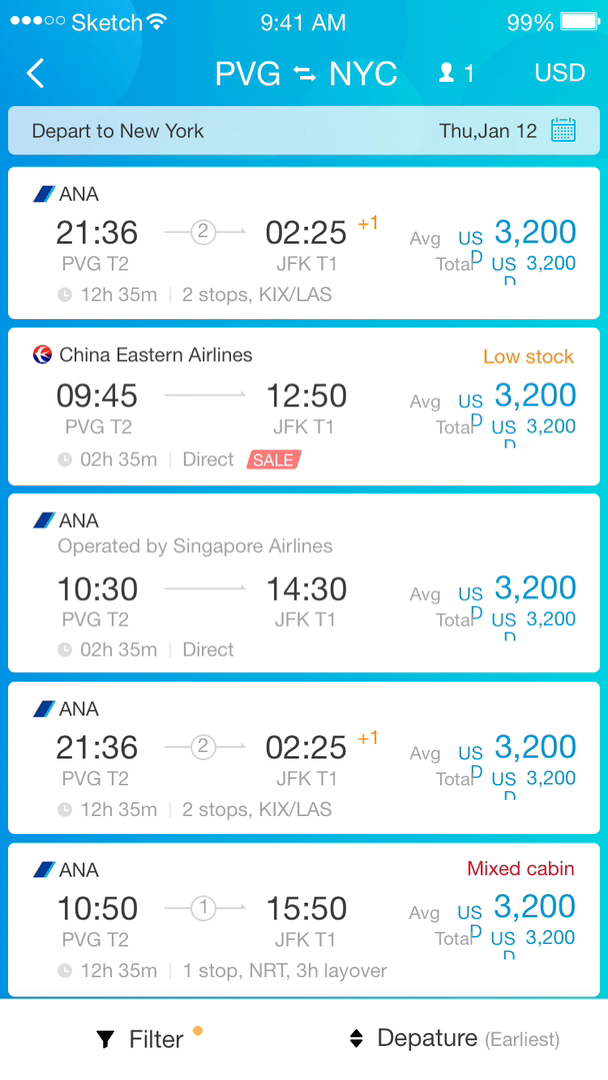 Sketch 9:41 AM 99%
PVG NYC 1 USD
Depart to New York Thu,Jan 12
ANA
21:36 2 02:25 +1 Avg USD 3,200
PVG T2 JFK T1 Total USD 3,200
12h 35m 2 stops, KIX/LAS
China Eastern Airlines Low stock
09:45 12:50 Avg USD 3,200
PVG T2 JFK T1 Total USD 3,200
02h 35m Direct SALE
ANA
Operated by Singapore Airlines
10:30 14:30 Avg USD 3,200
PVG T2 JFK T1 Total USD 3,200
02h 35m Direct
ANA
21:36 2 02:25 +1 Avg USD 3,200
PVG T2 JFK T1 Total USD 3,200
12h 35m 2 stops, KIX/LAS
ANA Mixed cabin
10:50 1 15:50 Avg USD 3,200
PVG T2 JFK T1 Total USD 3,200
12h 35m 1 stop, NRT, 3h layover
Filter Depature (Earliest)